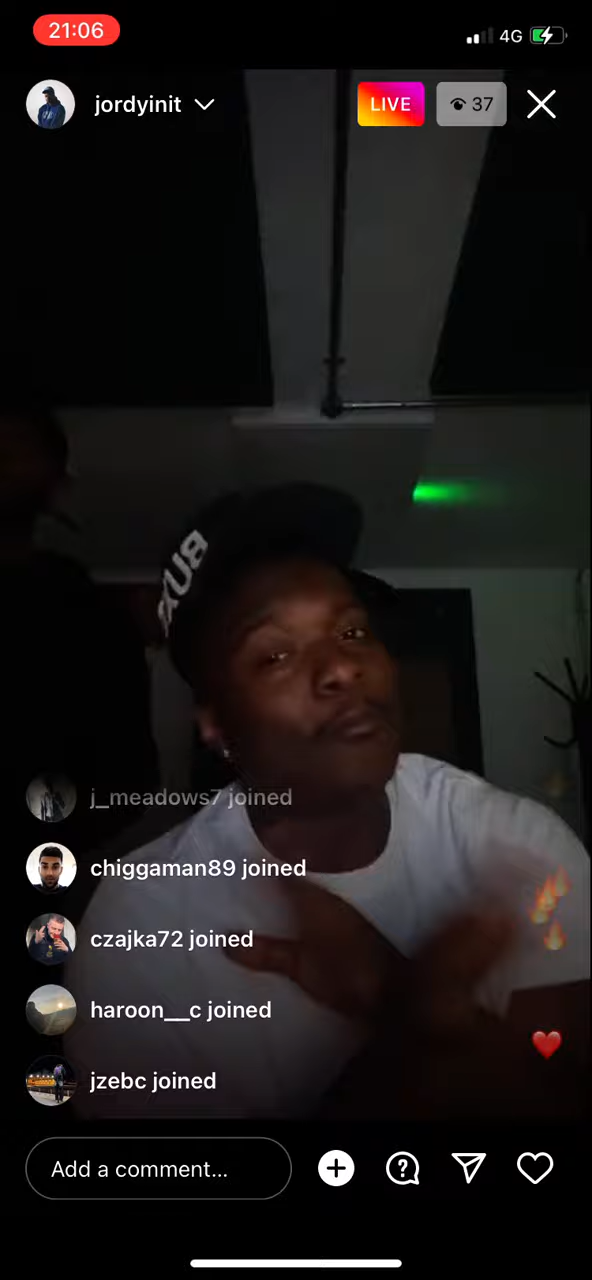 21:06
4G
jordyinit
LIVE
37
j_meadows7 joined
chiggaman89 joined
czajka72 joined
haroon__c joined
jzebc joined
Add a comment...